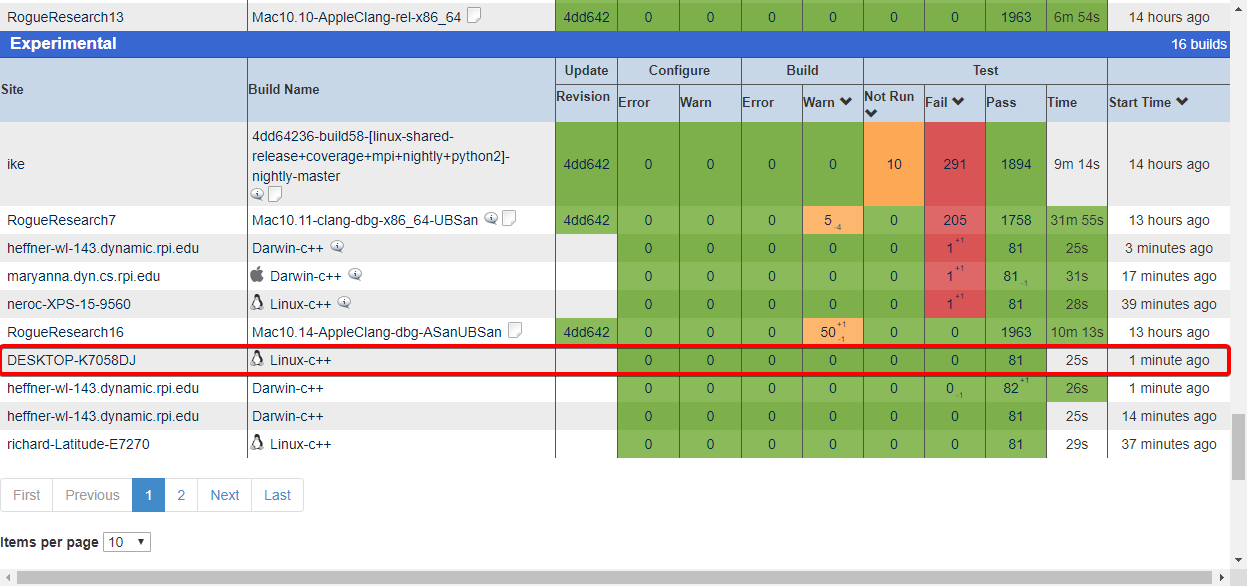 RogueResearch13 Mac10.10-AppleClang-rel-x86_64 4dd642 0 0 0 0 0 0 1963 6m 54s 14 hours ago
Experimental 16 builds
Site Build Name Update Configure Build Test
Revision Error Warn Error Warn Not Run Fail Pass Time Start Time
ike 4dd64236-build58-[linux-shared-
release+coverage+mpi+nightly+python2]-
nightly-master 4dd642 0 0 0 0 10 291 1894 9m 14s 14 hours ago
RogueResearch7 Mac10.11-clang-dbg-x86_64-UBSan 4dd642 0 0 0 5 -4 0 205 1758 31m 55s 13 hours ago
heffner-wl-143.dynamic.rpi.edu Darwin-c++ 0 0 0 0 0 1 +1 81 25s 3 minutes ago
maryanna.dyn.cs.rpi.edu Darwin-c++ 0 0 0 0 0 1 +1 81 -1 31s 17 minutes ago
neroc-XPS-15-9560 Linux-c++ 0 0 0 0 0 1 +1 81 28s 39 minutes ago
RogueResearch16 Mac10.14-AppleClang-dbg-ASanUBSan 4dd642 0 0 0 50 +1 -1 0 0 1963 10m 13s 13 hours ago
DESKTOP-K7058DJ Linux-c++ 0 0 0 0 0 0 81 25s 1 minute ago
heffner-wl-143.dynamic.rpi.edu Darwin-c++ 0 0 0 0 0 0 -1 82 +1 26s 1 minute ago
heffner-wl-143.dynamic.rpi.edu Darwin-c++ 0 0 0 0 0 0 81 25s 14 minutes ago
richard-Latitude-E7270 Linux-c++ 0 0 0 0 0 0 81 29s 37 minutes ago
First Previous 1 2 Next Last
Items per page 10